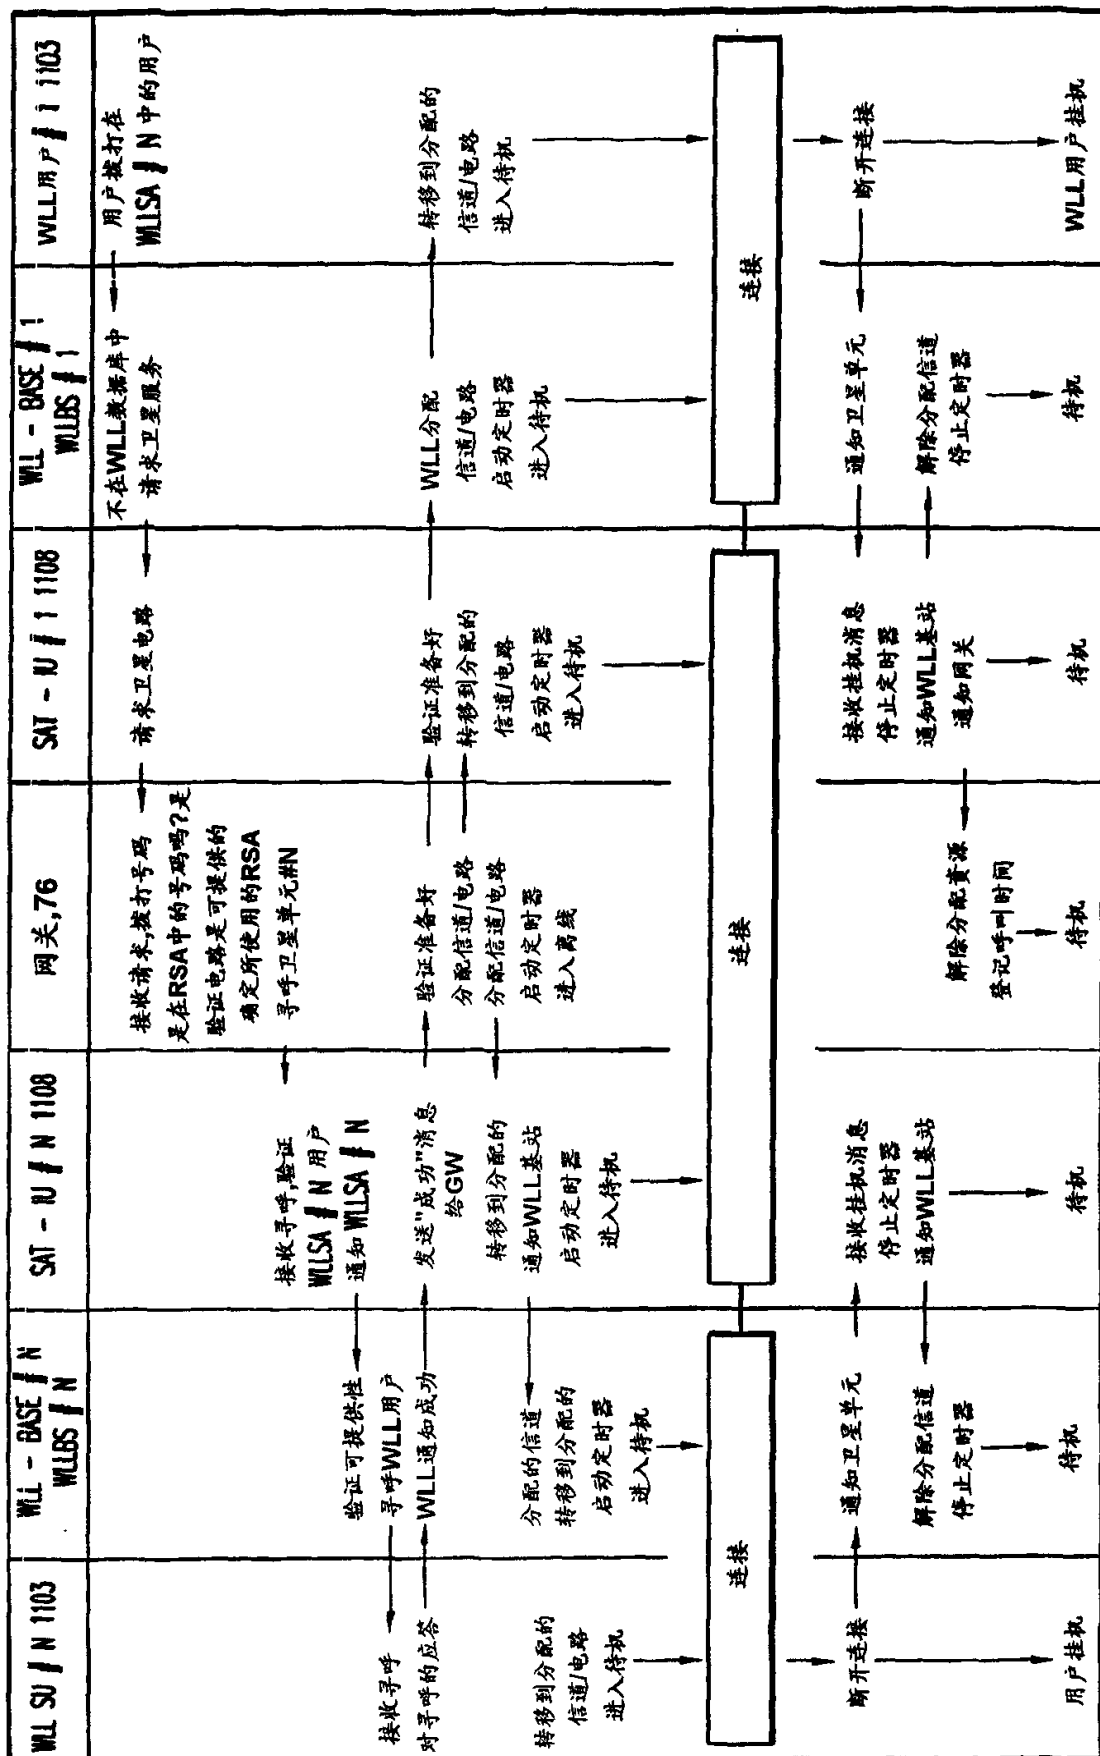 WLL SU # N 1103
WLL - BASE # N
WLLBS # N
SAT - IU # N 1108
网关,76
SAT - IU # 1 1108
WLL - BASE # 1
WLLBS # 1
WLL用户 # 1 1103
用户拨打在
WLLSA # N 中的用户
不在WLL数据库中
请求卫星服务
请求卫星电路
接收请求,拨打号码
是在RSA中的号码吗?是
验证电路是可提供的
确定所使用的RSA
寻呼卫星单元#N
接收寻呼,验证
WLLSA # N 用户
通知 WLLSA # N
验证可提供性
寻呼WLL用户
接收寻呼
对寻呼的应答
WLL通知成功
发送"成功"消息
给GW
验证准备好
分配信道/电路
分配信道/电路
启动定时器
进入离线
验证准备好
转移到分配的
信道/电路
启动定时器
进入待机
WLL分配
信道/电路
启动定时器
进入待机
转移到分配的
信道/电路
进入待机
转移到分配的
通知WLL基站
启动定时器
进入待机
分配的信道
转移到分配的
启动定时器
进入待机
转移到分配的
信道/电路
进入待机
连接
连接
连接
断开连接
通知卫星单元
接收挂机消息
停止定时器
通知WLL基站
解除分配信道
停止定时器
接收挂机消息
停止定时器
通知WLL基站
通知网关
通知卫星单元
断开连接
解除分配信道
停止定时器
解除分配资源
登记呼叫时间
用户挂机
待机
待机
待机
待机
待机
WLL用户挂机